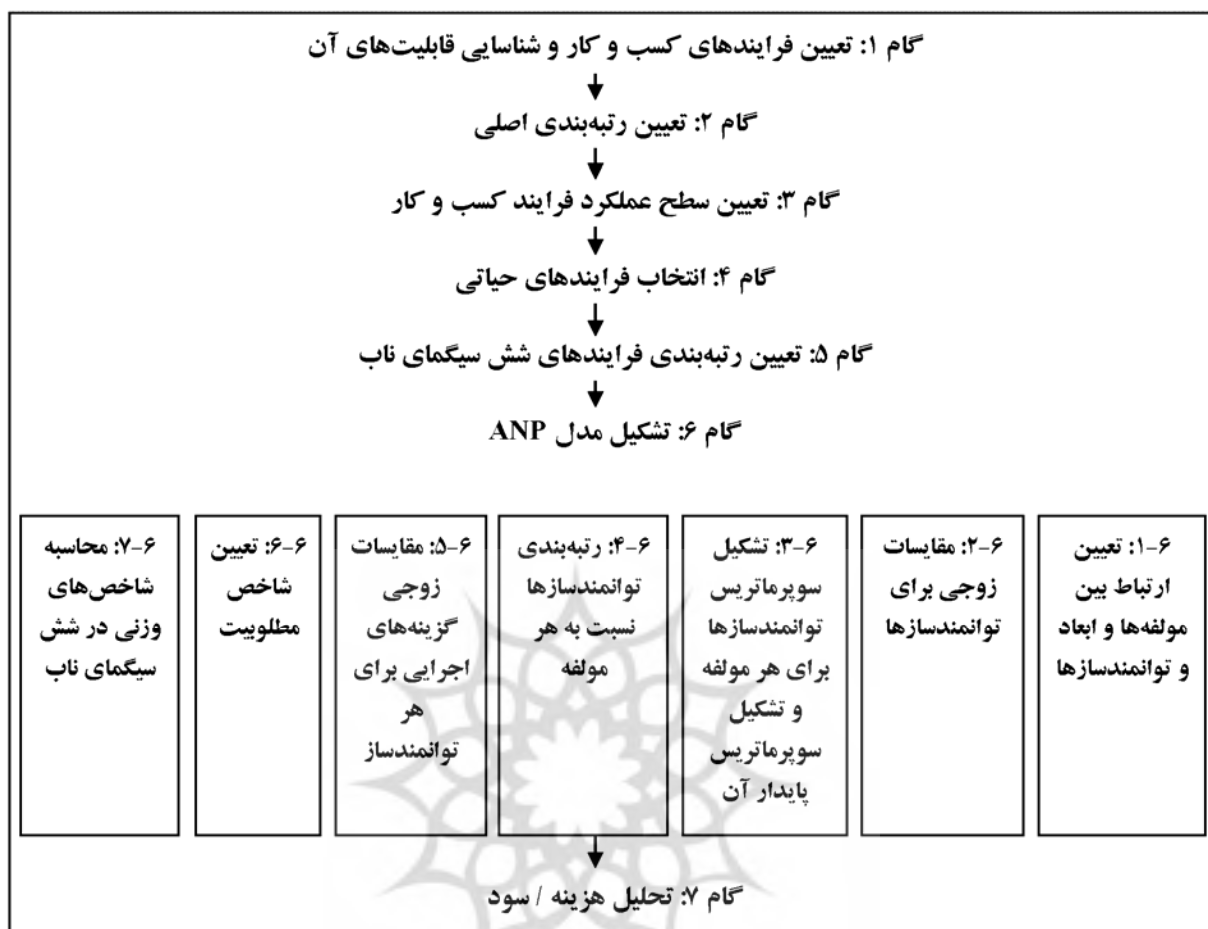 گام ۱: تعیین فرایندهای کسب و کار و شناسایی قابلیت‌های آن
گام ۲: تعیین رتبه‌بندی اصلی
گام ۳: تعیین سطح عملکرد فرایند کسب و کار
گام ۴: انتخاب فرایندهای حیاتی
گام ۵: تعیین رتبه‌بندی فرایندهای شش سیگمای ناب
گام ۶: تشکیل مدل ANP
۶-۱: تعیین
ارتباط بین
مولفه‌ها و ابعاد
و توانمندسازها
۶-۲: مقایسات
زوجی برای
توانمندسازها
۶-۳: تشکیل
سوپرماتریس
توانمندسازها
برای هر مولفه
و تشکیل
سوپرماتریس
پایدار آن
۶-۴: رتبه‌بندی
توانمندسازها
نسبت به هر
مولفه
۶-۵: مقایسات
زوجی
گزینه‌های
اجرایی برای
هر
توانمندساز
۶-۶: تعیین
شاخص
مطلوبیت
۶-۷: محاسبه
شاخص‌های
وزنی در شش
سیگمای ناب
گام ۷: تحلیل هزینه / سود